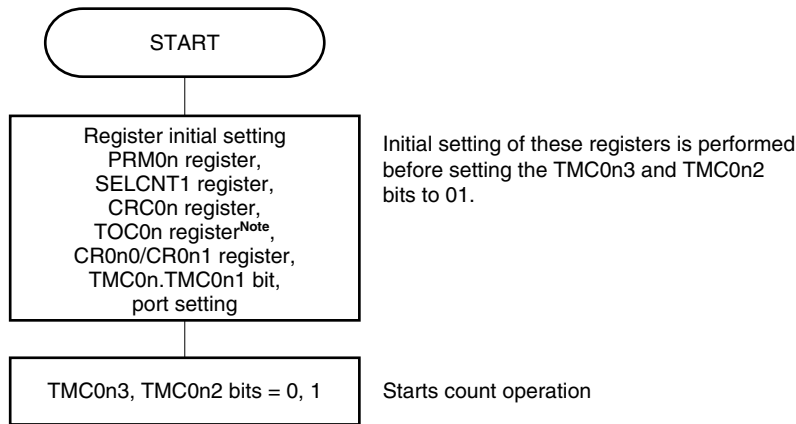 START
Register initial setting
PRM0n register,
SELCNT1 register,
CRC0n register,
TOC0n registerNote,
CR0n0/CR0n1 register,
TMC0n.TMC0n1 bit,
port setting
Initial setting of these registers is performed
before setting the TMC0n3 and TMC0n2
bits to 01.
TMC0n3, TMC0n2 bits = 0, 1
Starts count operation